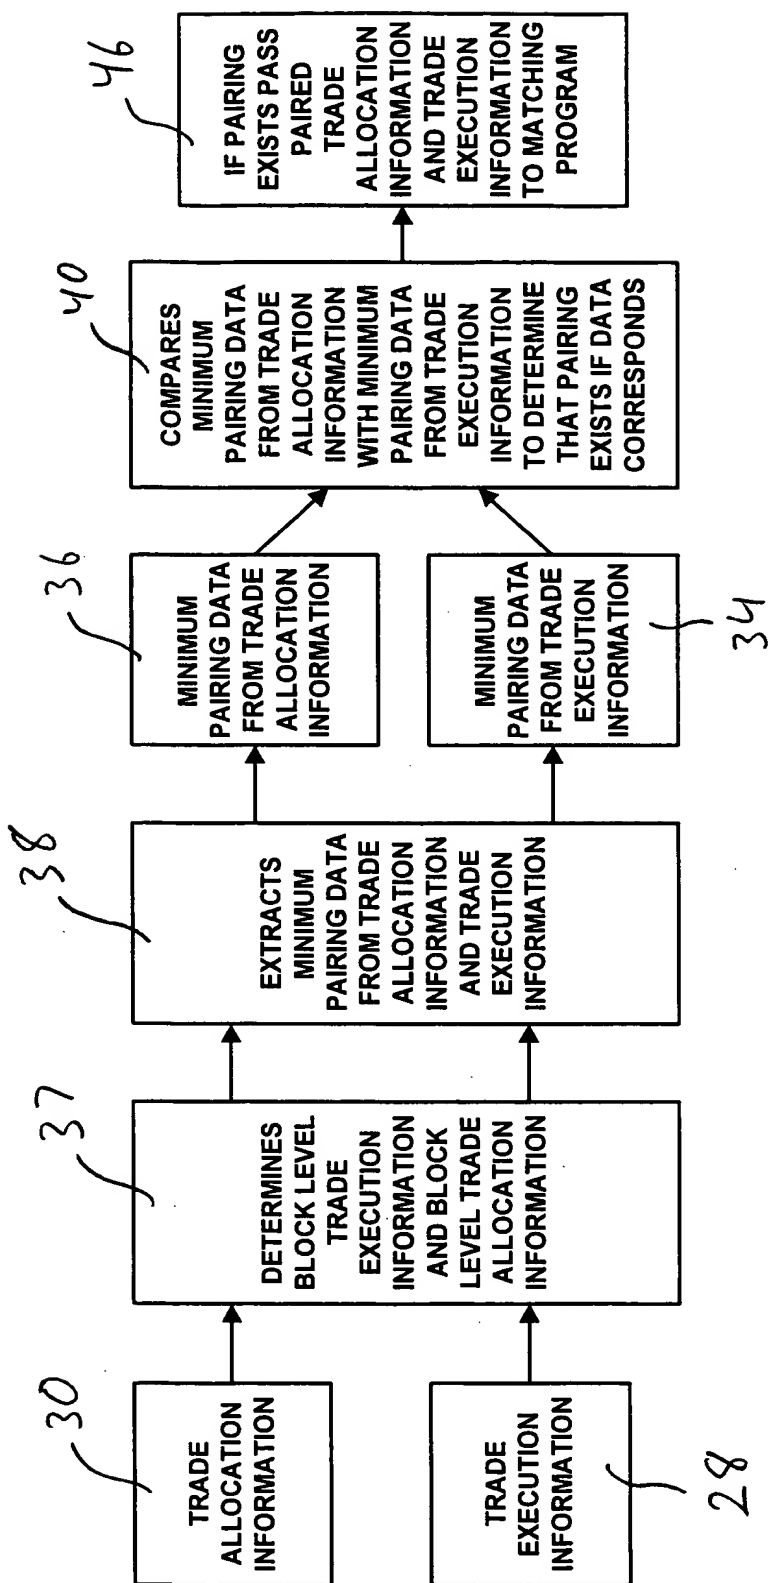 30
TRADE
ALLOCATION
INFORMATION
TRADE
EXECUTION
INFORMATION
28
37
DETERMINES
BLOCK LEVEL
TRADE
EXECUTION
INFORMATION
AND BLOCK
LEVEL TRADE
ALLOCATION
INFORMATION
38
EXTRACTS
MINIMUM
PAIRING DATA
FROM TRADE
ALLOCATION
INFORMATION
AND TRADE
EXECUTION
INFORMATION
36
MINIMUM
PAIRING DATA
FROM TRADE
ALLOCATION
INFORMATION
MINIMUM
PAIRING DATA
FROM TRADE
EXECUTION
INFORMATION
34
40
COMPARES
MINIMUM
PAIRING DATA
FROM TRADE
ALLOCATION
INFORMATION
WITH MINIMUM
PAIRING DATA
FROM TRADE
EXECUTION
INFORMATION
TO DETERMINE
THAT PAIRING
EXISTS IF DATA
CORRESPONDS
46
IF PAIRING
EXISTS PASS
PAIRED
TRADE
ALLOCATION
INFORMATION
AND TRADE
EXECUTION
INFORMATION
TO MATCHING
PROGRAM